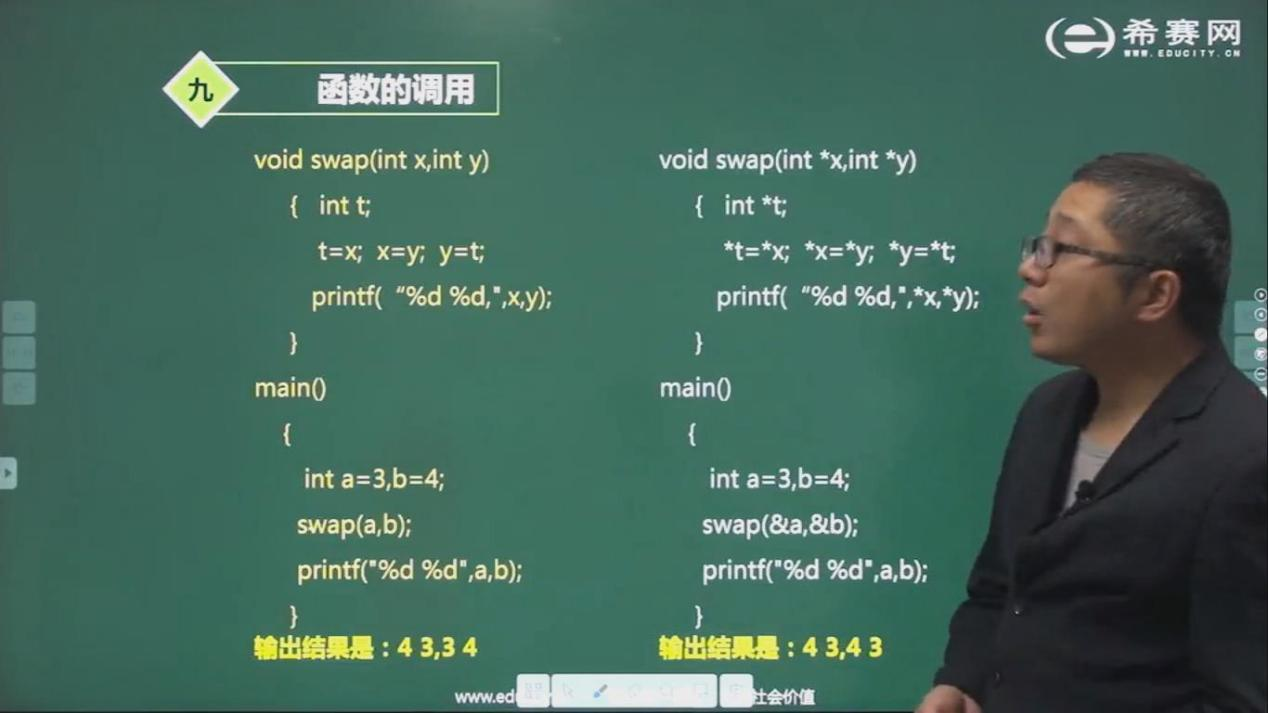 希赛网
WWW.EDUCITY.CN
九
函数的调用
void swap(int x,int y)
{ int t;
t=x; x=y; y=t;
printf( “%d %d,",x,y);
}
main()
{
int a=3,b=4;
swap(a,b);
printf("%d %d",a,b);
}
输出结果是：4 3,3 4
void swap(int *x,int *y)
{ int *t;
*t=*x; *x=*y; *y=*t;
printf( “%d %d,",*x,*y);
}
main()
{
int a=3,b=4;
swap(&a,&b);
printf("%d %d",a,b);
}
输出结果是：4 3,4 3
社会价值